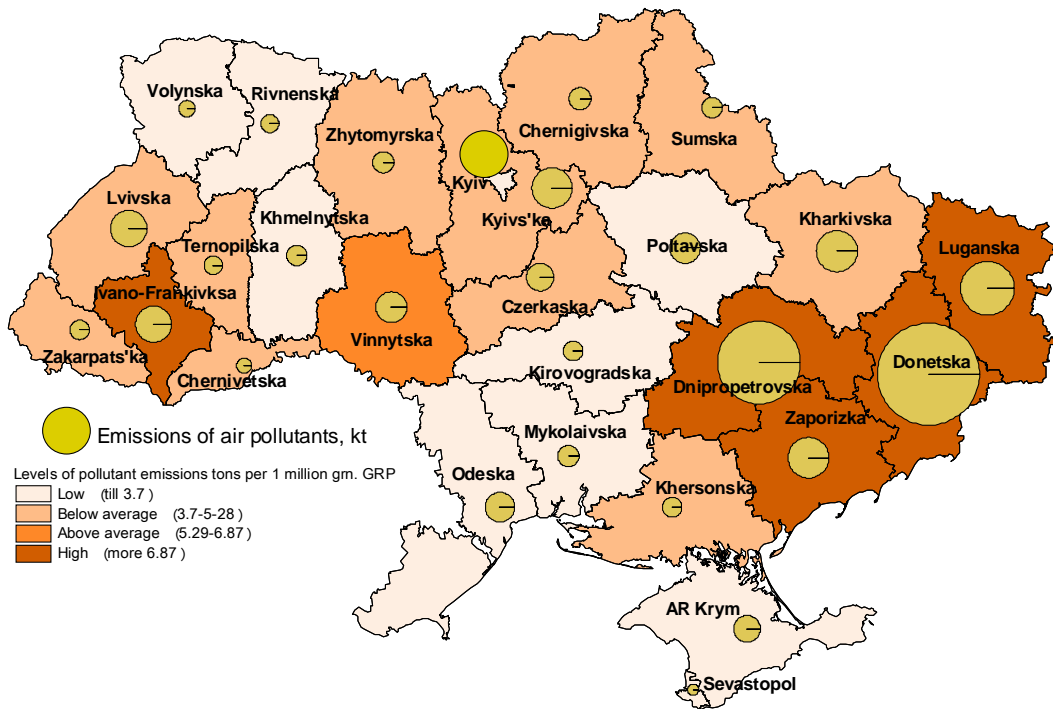 Volynska
Rivnenska
Zhytomyrska
Chernigivska
Sumska
Kyiv
Kyivs'ka
Lvivska
Khmelnytska
Ternopilska
Poltavska
Kharkivska
Luganska
Ivano-Frankivksa
Czerkaska
Vinnytska
Zakarpats'ka
Chernivetska
Kirovogradska
Dnipropetrovska
Donetska
Zaporizka
Mykolaivska
Odeska
Khersonska
AR Krym
Sevastopol
Emissions of air pollutants, kt
Levels of pollutant emissions tons per 1 million grn. GRP
Low (till 3.7 )
Below average (3.7-5-28 )
Above average (5.29-6.87 )
High (more 6.87 )